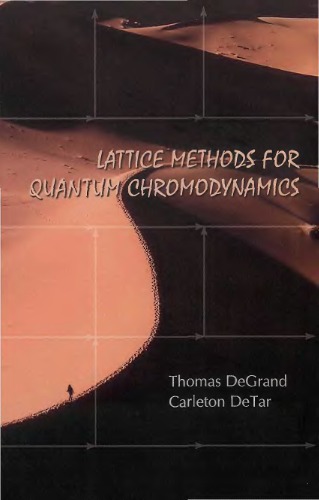 LATTICE METHODS FOR
QUANTUM CHROMODYNAMICS
Thomas DeGrand
Carleton DeTar